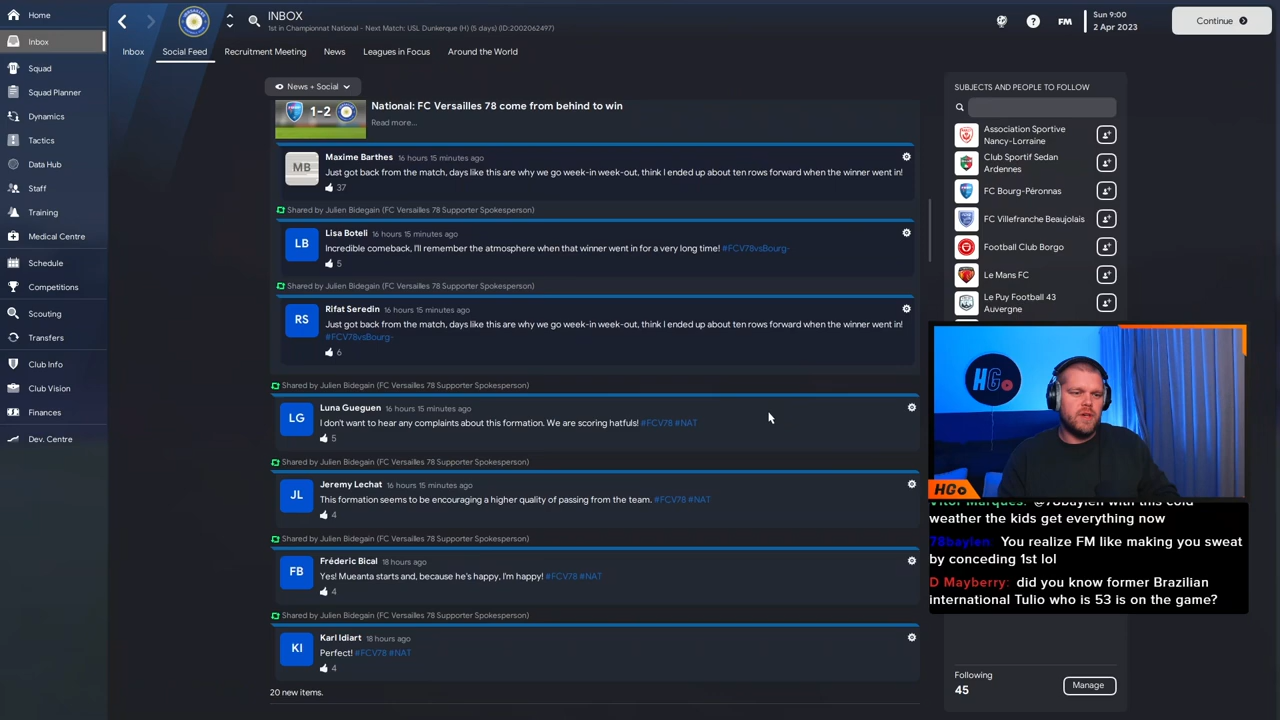 Home
INBOX
1st in Championnat National - Next Match: USL Dunkerque (H) (5 days) (ID:2002062497)
FM
Sun 9:00
2 Apr 2023
Continue
Inbox
Inbox
Social Feed
Recruitment Meeting
News
Leagues in Focus
Around the World
Squad
Squad Planner
Dynamics
Tactics
Data Hub
Staff
Training
Medical Centre
Schedule
Competitions
Scouting
Transfers
Club Info
Club Vision
Finances
Dev. Centre
News + Social
1-2
National: FC Versailles 78 come from behind to win
Read more...
MB
Maxime Barthes 16 hours 15 minutes ago
Just got back from the match, days like this are why we go week-in week-out, think I ended up about ten rows forward when the winner went in!
37
Shared by Julien Bidegain (FC Versailles 78 Supporter Spokesperson)
LB
Lisa Boteli 16 hours 15 minutes ago
Incredible comeback, I'll remember the atmosphere when that winner went in for a very long time! #FCV78vsBourg-
5
Shared by Julien Bidegain (FC Versailles 78 Supporter Spokesperson)
RS
Rifat Seredin 16 hours 15 minutes ago
Just got back from the match, days like this are why we go week-in week-out, think I ended up about ten rows forward when the winner went in!
#FCV78vsBourg-
6
Shared by Julien Bidegain (FC Versailles 78 Supporter Spokesperson)
LG
Luna Gueguen 16 hours 15 minutes ago
I don't want to hear any complaints about this formation. We are scoring hatfuls! #FCV78 #NAT
5
Shared by Julien Bidegain (FC Versailles 78 Supporter Spokesperson)
JL
Jeremy Lechat 16 hours 15 minutes ago
This formation seems to be encouraging a higher quality of passing from the team. #FCV78 #NAT
4
Shared by Julien Bidegain (FC Versailles 78 Supporter Spokesperson)
FB
Fréderic Bical 18 hours ago
Yes! Mueanta starts and, because he's happy, I'm happy! #FCV78 #NAT
4
Shared by Julien Bidegain (FC Versailles 78 Supporter Spokesperson)
KI
Karl Idiart 18 hours ago
Perfect! #FCV78 #NAT
4
20 new items.
SUBJECTS AND PEOPLE TO FOLLOW
Association Sportive
Nancy-Lorraine
Club Sportif Sedan
Ardennes
FC Bourg-Péronnas
FC Villefranche Beaujolais
Football Club Borgo
Le Mans FC
Le Puy Football 43
Auvergne
HG
HG
Vitor Marques: @78baylen with this cold
weather the kids get everything now
78baylen: You realize FM like making you sweat
by conceding 1st lol
D Mayberry: did you know former Brazilian
international Tulio who is 53 is on the game?
Following
45
Manage